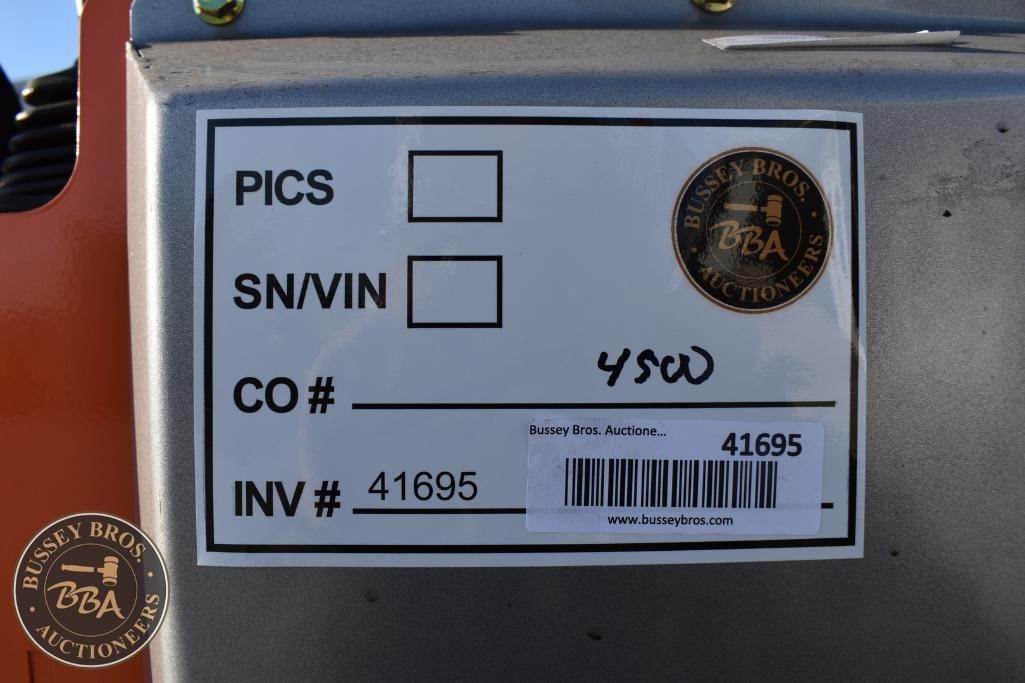 PICS
BUSSEY BROS.
BBA
AUCTIONEERS
SN/VIN
CO # 4500
Bussey Bros. Auctione...
41695
INV # 41695
www.busseybros.com
BUSSEY BROS.
BBA
AUCTIONEERS